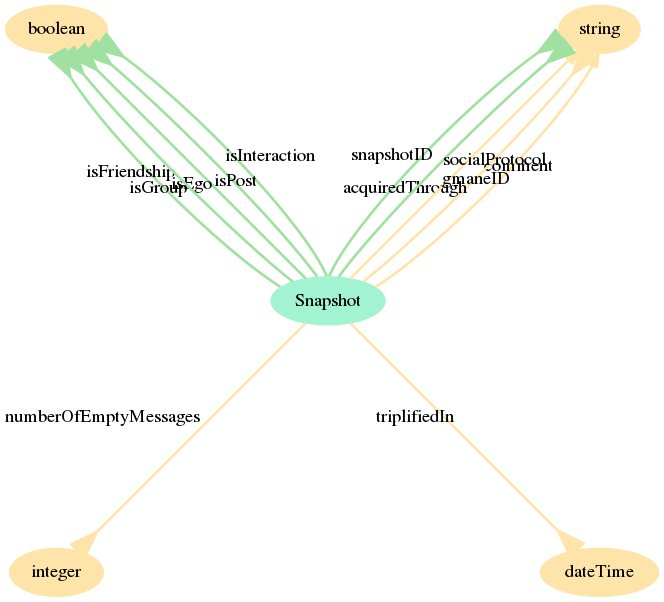 boolean
string
isInteraction
snapshotID
socialProtocol
comment
isFriendship
isGroup
isEgo
isPost
acquiredThrough
gmaneID
Snapshot
numberOfEmptyMessages
triplifiedIn
integer
dateTime